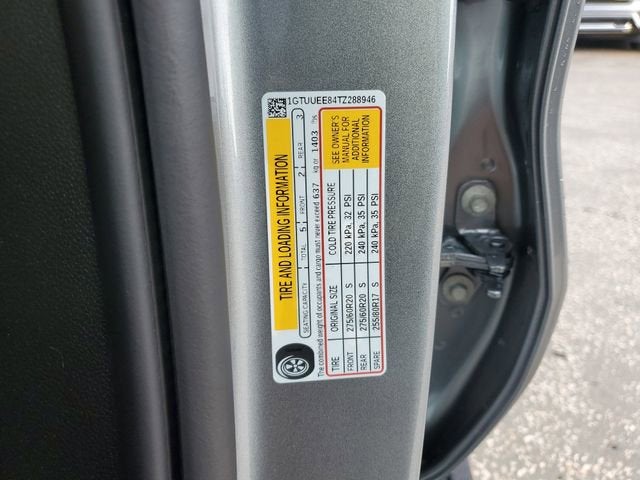 1GTUUEE84TZ288946
TIRE AND LOADING INFORMATION
SEATING CAPACITY | TOTAL 5 | FRONT 2 | REAR 3
The combined weight of occupants and cargo must never exceed 637 kg or 1403 lbs
TIRE ORIGINAL SIZE COLD TIRE PRESSURE SEE OWNER'S MANUAL FOR ADDITIONAL INFORMATION
FRONT 275/60R20 S 220 kPa, 32 PSI
REAR 275/60R20 S 240 kPa, 35 PSI
SPARE 255/80R17 S 240 kPa, 35 PSI